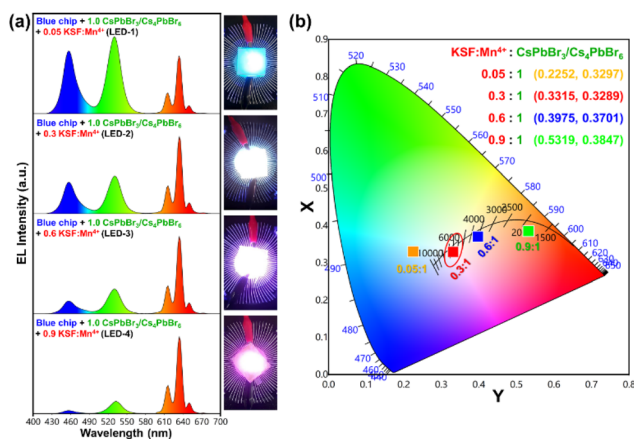 (a)
Blue chip + 1.0 CsPbBr₃/Cs₄PbBr₆
+ 0.05 KSF:Mn⁴⁺ (LED-1)
Blue chip + 1.0 CsPbBr₃/Cs₄PbBr₆
+ 0.3 KSF:Mn⁴⁺ (LED-2)
Blue chip + 1.0 CsPbBr₃/Cs₄PbBr₆
+ 0.6 KSF:Mn⁴⁺ (LED-3)
Blue chip + 1.0 CsPbBr₃/Cs₄PbBr₆
+ 0.9 KSF:Mn⁴⁺ (LED-4)
EL Intensity (a.u.)
400 430 460 490 510 540 570 600 640 670 700
Wavelength (nm)
(b)
KSF:Mn⁴⁺ : CsPbBr₃/Cs₄PbBr₆
0.05 : 1 (0.2252, 0.3297)
0.3 : 1 (0.3315, 0.3289)
0.6 : 1 (0.3975, 0.3701)
0.9 : 1 (0.5319, 0.3847)
0.9
0.8
0.7
0.6
0.5
0.5
0.4
0.3
0.2
0.1
0.0
X
520
530
540
550
560
570
580
590
600
610
620
510
500
490
480
470
460
10000
6000
4000
3000
2500
20
1500
0.05:1
0.3:1
0.6:1
0.9:1
0.0 0.1 0.2 0.3 0.4 0.5 0.6 0.7 0.8
Y